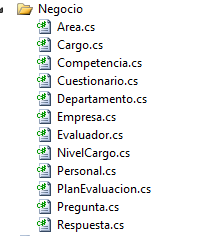 Negocio
Area.cs
Cargo.cs
Competencia.cs
Cuestionario.cs
Departamento.cs
Empresa.cs
Evaluador.cs
NivelCargo.cs
Personal.cs
PlanEvaluacion.cs
Pregunta.cs
Respuesta.cs